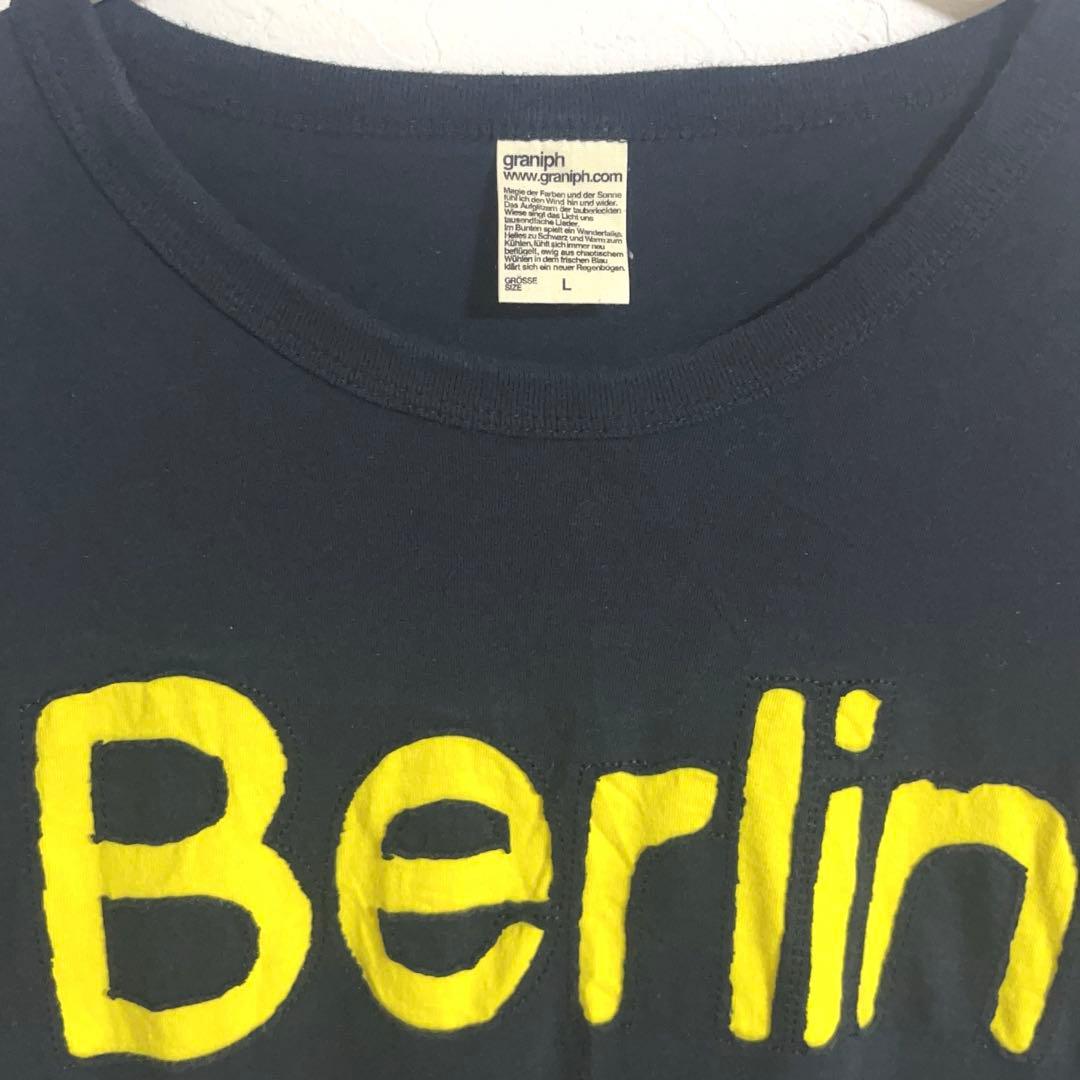 graniph
www.graniph.com
Magie der Farben und der Sonne
fühl ich den Wind hin und wider.
Das Aufglitzern der tauberleckten
Wiese singt das Licht uns
tausendfache Lieder.
Im Bunten spielt ein Wanderfalke,
Helles zu Schwarz und Warm zum
Kühlen, fühlt sich immer neu
beflügelt, ewig aus chaotischem
Wühlen in dem frischen Blau
klärt sich ein neuer Regenbogen.
GRÖSSE
SIZE L
Berlin